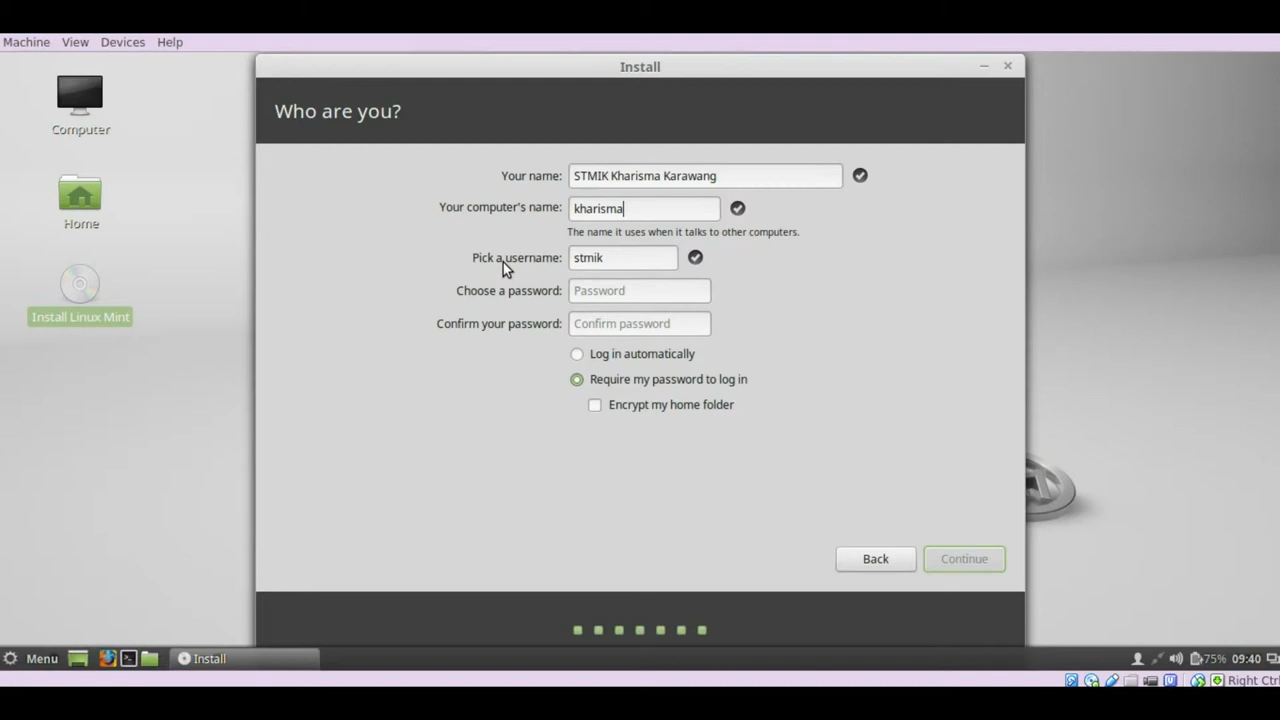 Machine View Devices Help
Install
Computer
Home
Install Linux Mint
Who are you?
Your name: STMIK Kharisma Karawang
Your computer's name: kharisma
The name it uses when it talks to other computers.
Pick a username: stmik
Choose a password: Password
Confirm your password: Confirm password
Log in automatically
Require my password to log in
Encrypt my home folder
Back Continue
Menu Install 75% 09:40
Right Ctrl